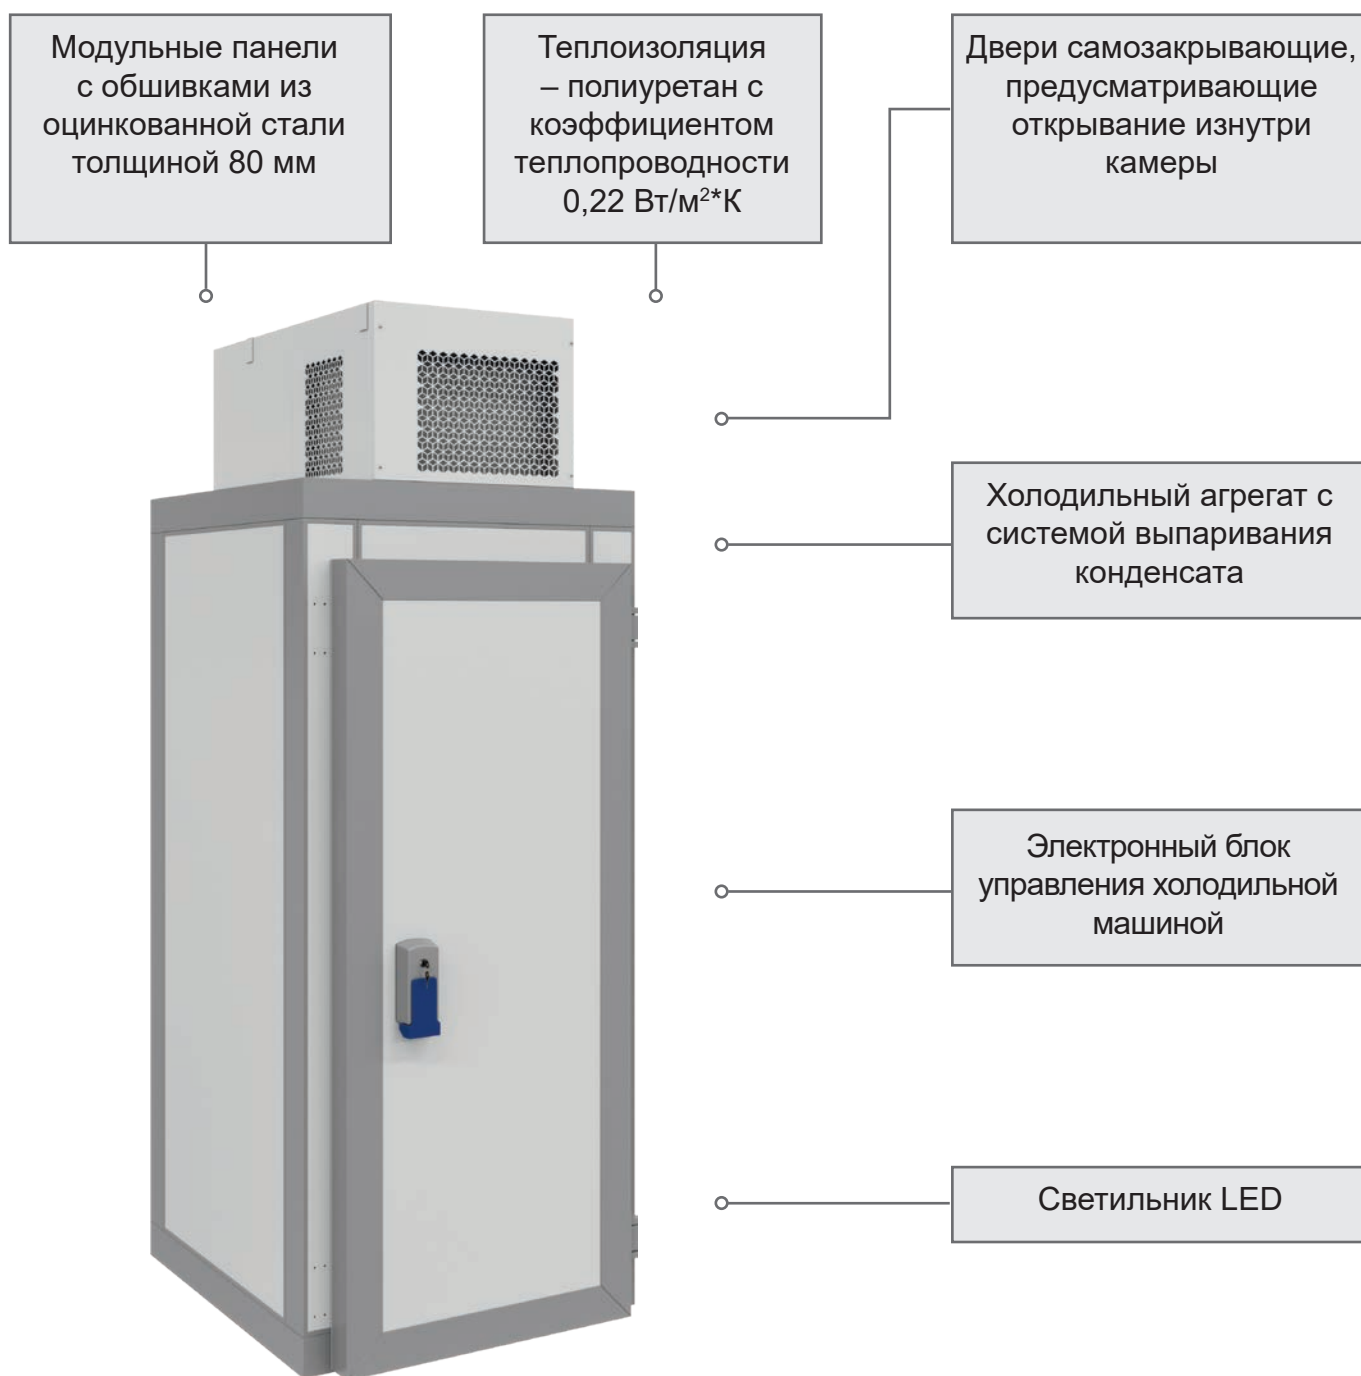 Модульные панели
с обшивками из
оцинкованной стали
толщиной 80 мм
Теплоизоляция
– полиуретан с
коэффициентом
теплопроводности
0,22 Вт/м²*К
Двери самозакрывающие,
предусматривающие
открывание изнутри
камеры
Холодильный агрегат с
системой выпаривания
конденсата
Электронный блок
управления холодильной
машиной
Светильник LED